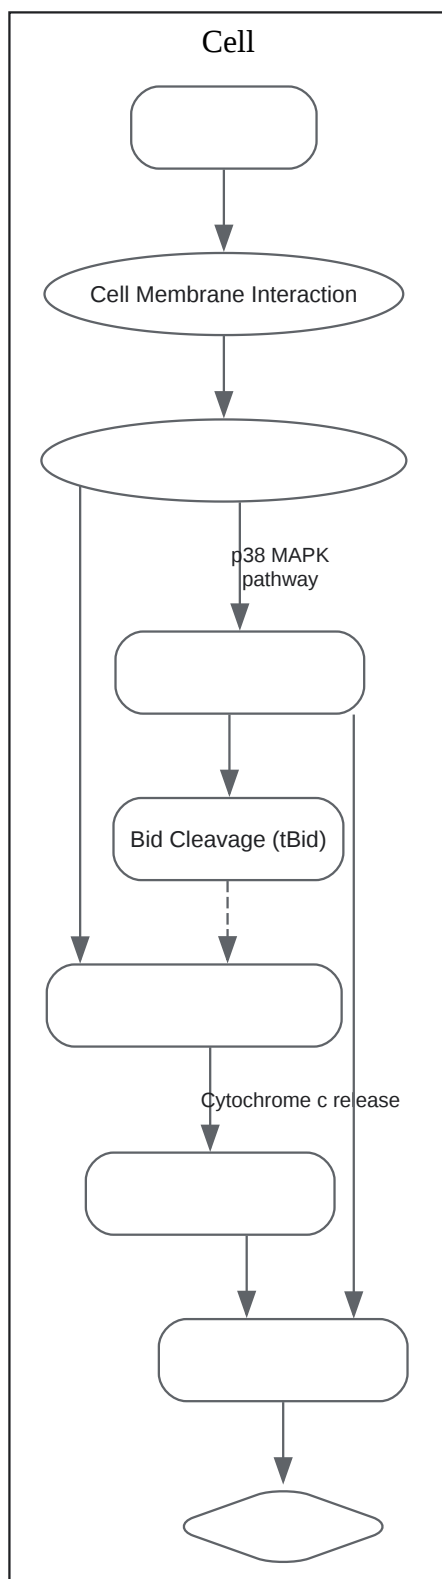 Cell
Cell Membrane Interaction
p38 MAPK
pathway
Bid Cleavage (tBid)
Cytochrome c release